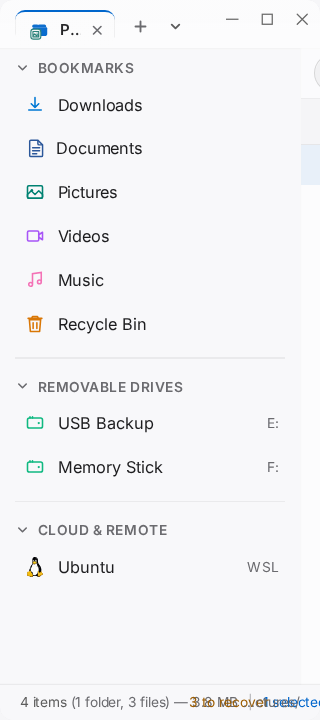 P..
BOOKMARKS
Downloads
Documents
Pictures
Videos
Music
Recycle Bin
REMOVABLE DRIVES
USB Backup E:
Memory Stick F:
CLOUD & REMOTE
Ubuntu WSL
4 items (1 folder, 3 files) —